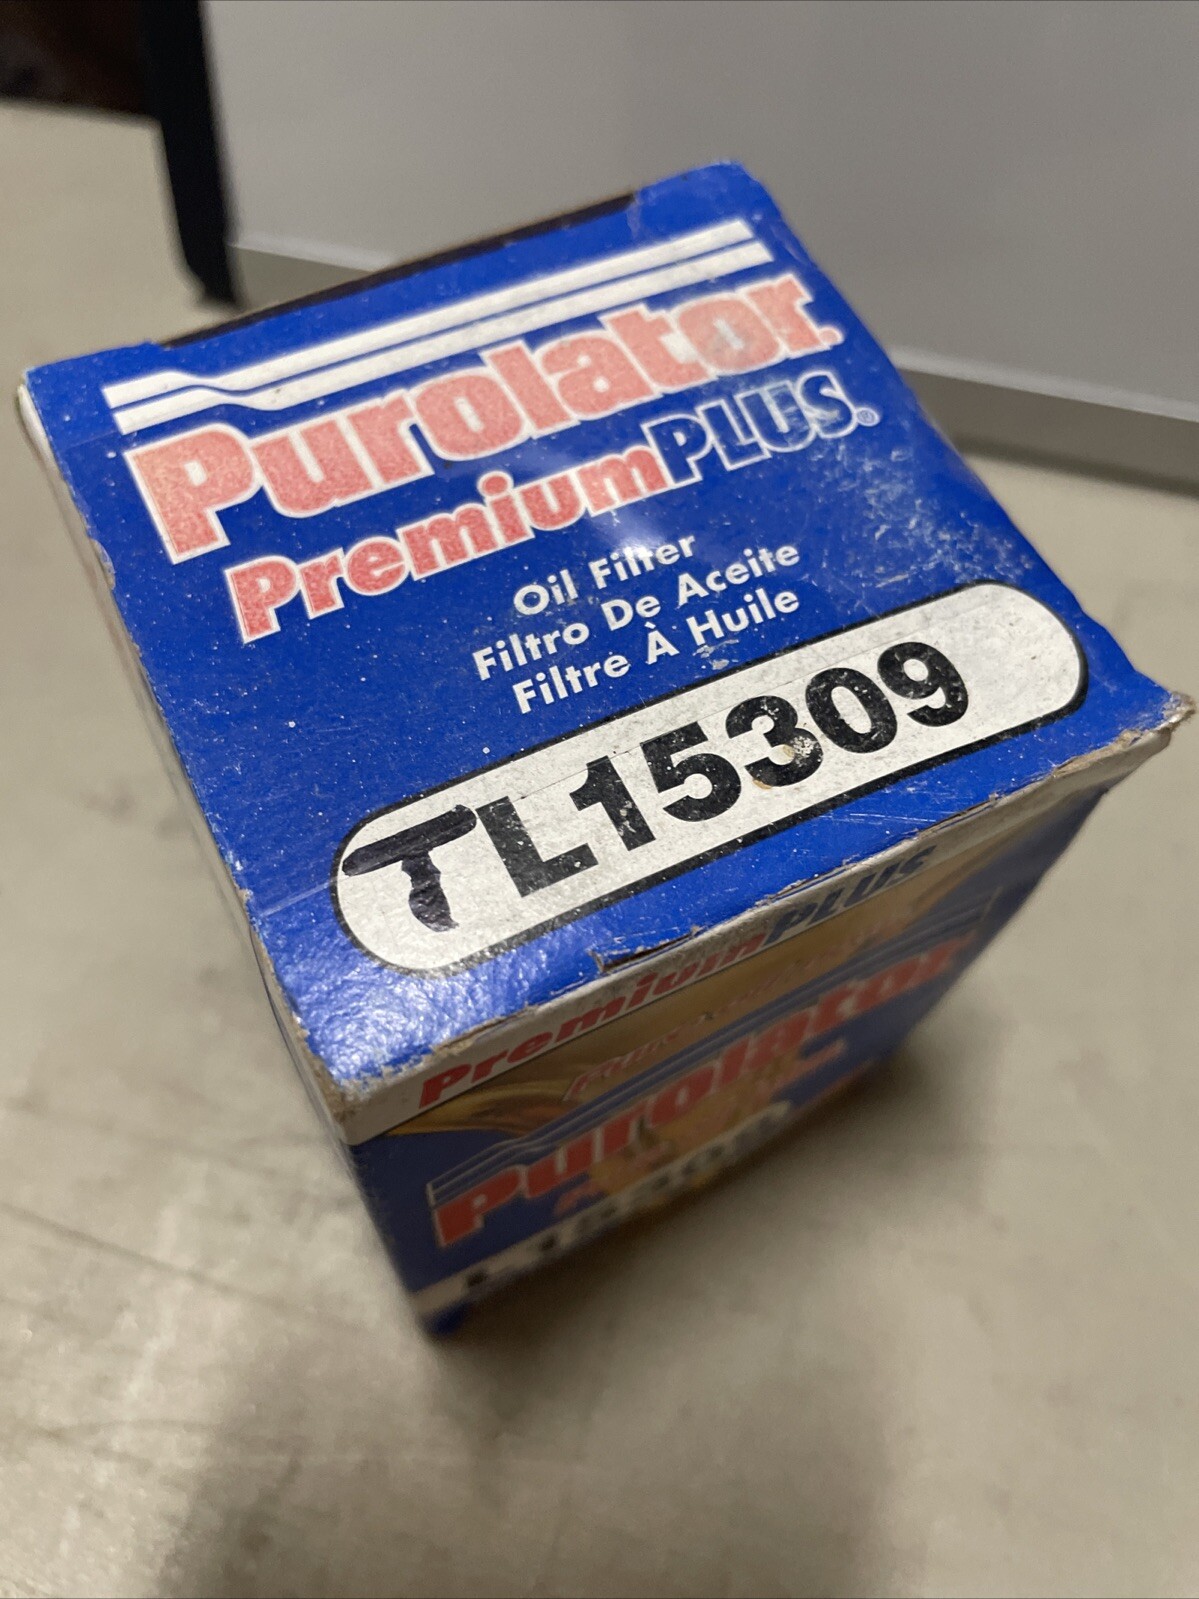 Purolator®
PremiumPLUS®
Oil Filter
Filtro De Aceite
Filtre À Huile
TL15309
PremiumPLUS
Purolator